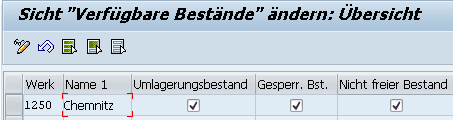 Sicht "Verfügbare Bestände" ändern: Übersicht
Werk Name 1 Umlagerungsbestand Gesperr. Bst. Nicht freier Bestand
1250 Chemnitz